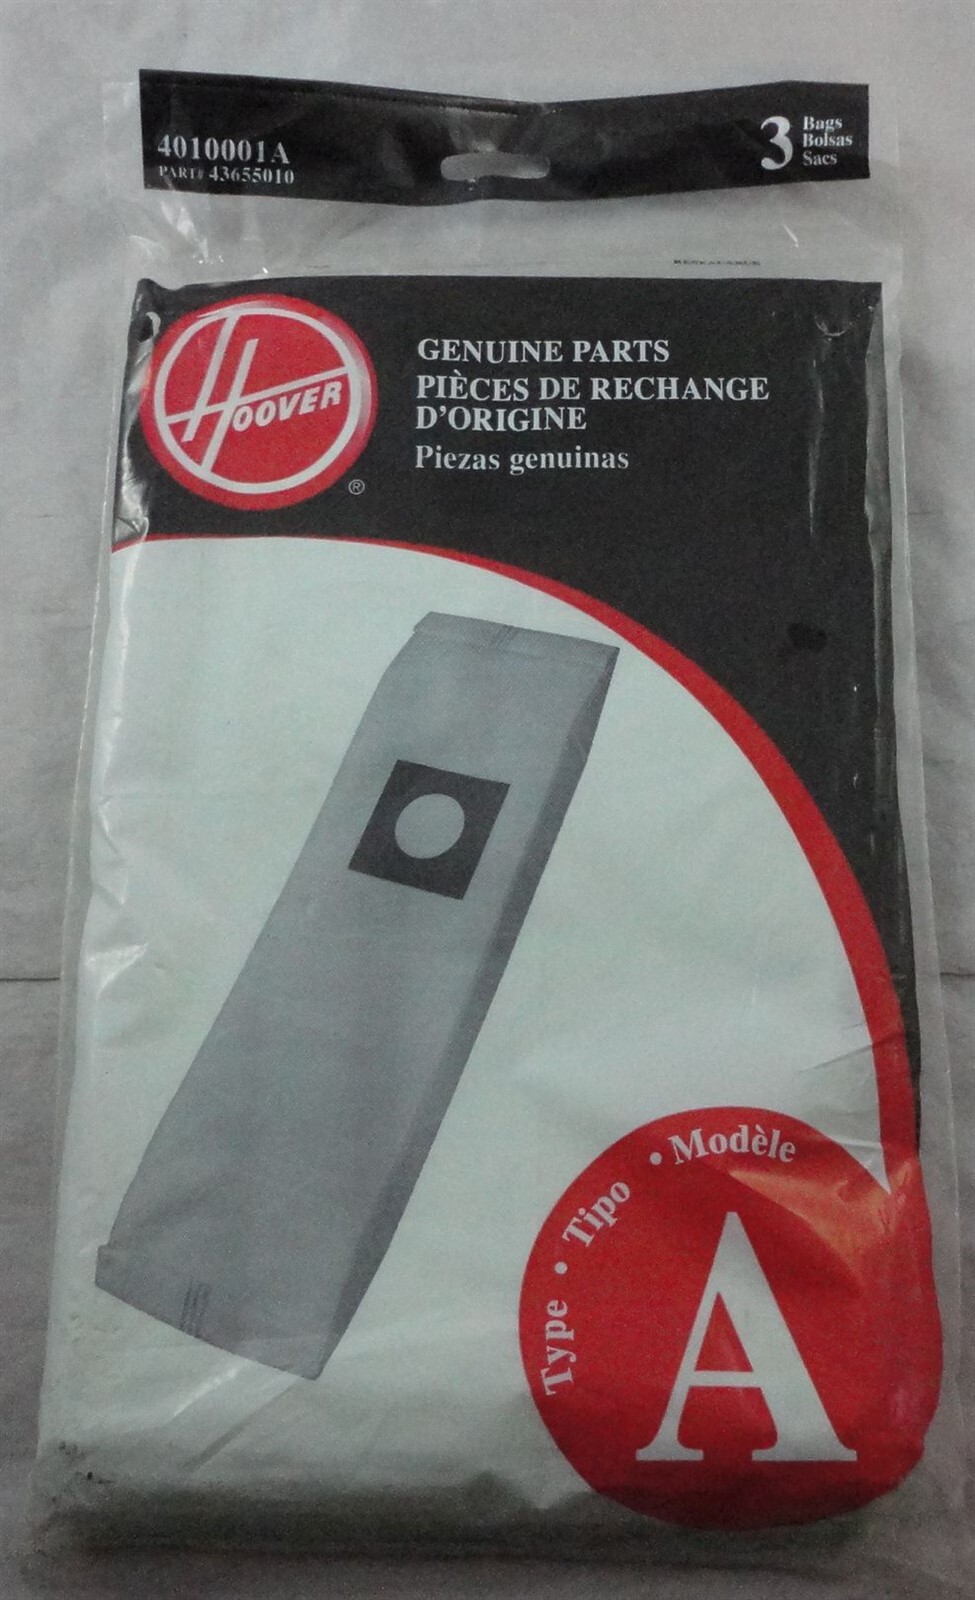 4010001A
PART# 43655010
3 Bags
Bolsas
Sacs
RESEALABLE
HOOVER
®
GENUINE PARTS
PIÈCES DE RECHANGE
D'ORIGINE
Piezas genuinas
Type • Tipo • Modèle
A